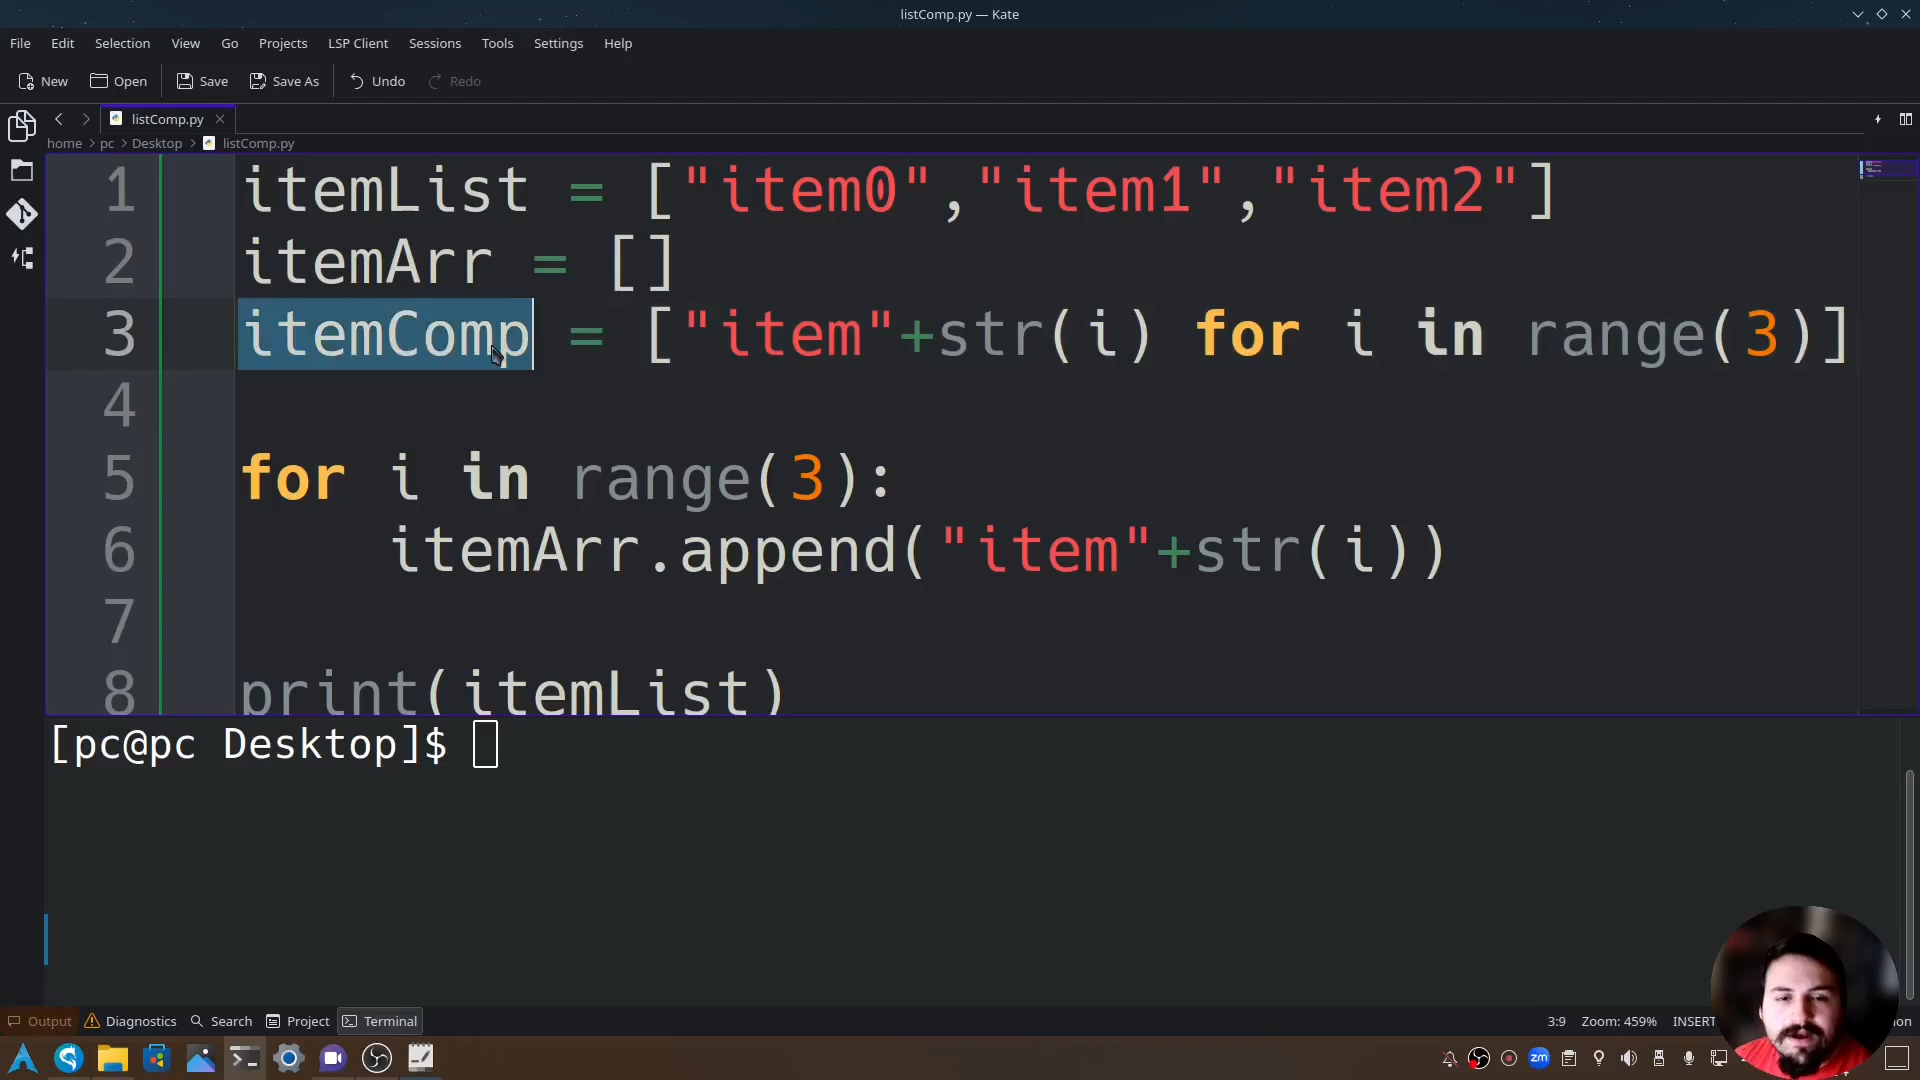 listComp.py — Kate
File Edit Selection View Go Projects LSP Client Sessions Tools Settings Help
New Open Save Save As Undo Redo
listComp.py
home > pc > Desktop > listComp.py
1 itemList = ["item0","item1","item2"]
2 itemArr = []
3 itemComp = ["item"+str(i) for i in range(3)]
4
5 for i in range(3):
6 itemArr.append("item"+str(i))
7
8 print(itemList)
[pc@pc Desktop]$
Output Diagnostics Search Project Terminal 3:9 Zoom: 459% INSERT
zm